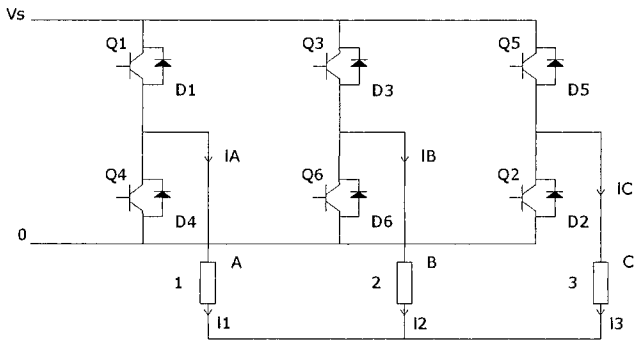 Vs
Q1 Q3 Q5
D1 D3 D5
iA iB iC
Q4 Q6 Q2
D4 D6 D2
0
A B C
1 2 3
i1 i2 i3